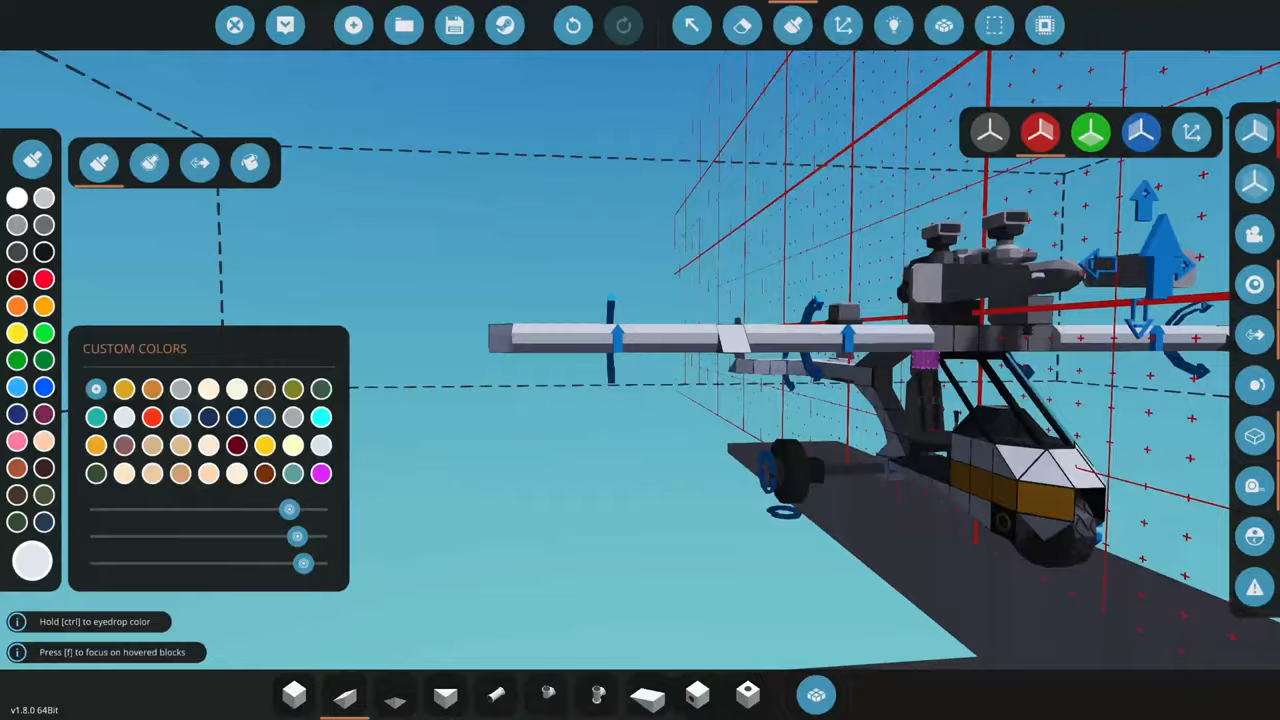 CUSTOM COLORS
Hold [ctrl] to eyedrop color
Press [f] to focus on hovered blocks
v1.8.0 64Bit